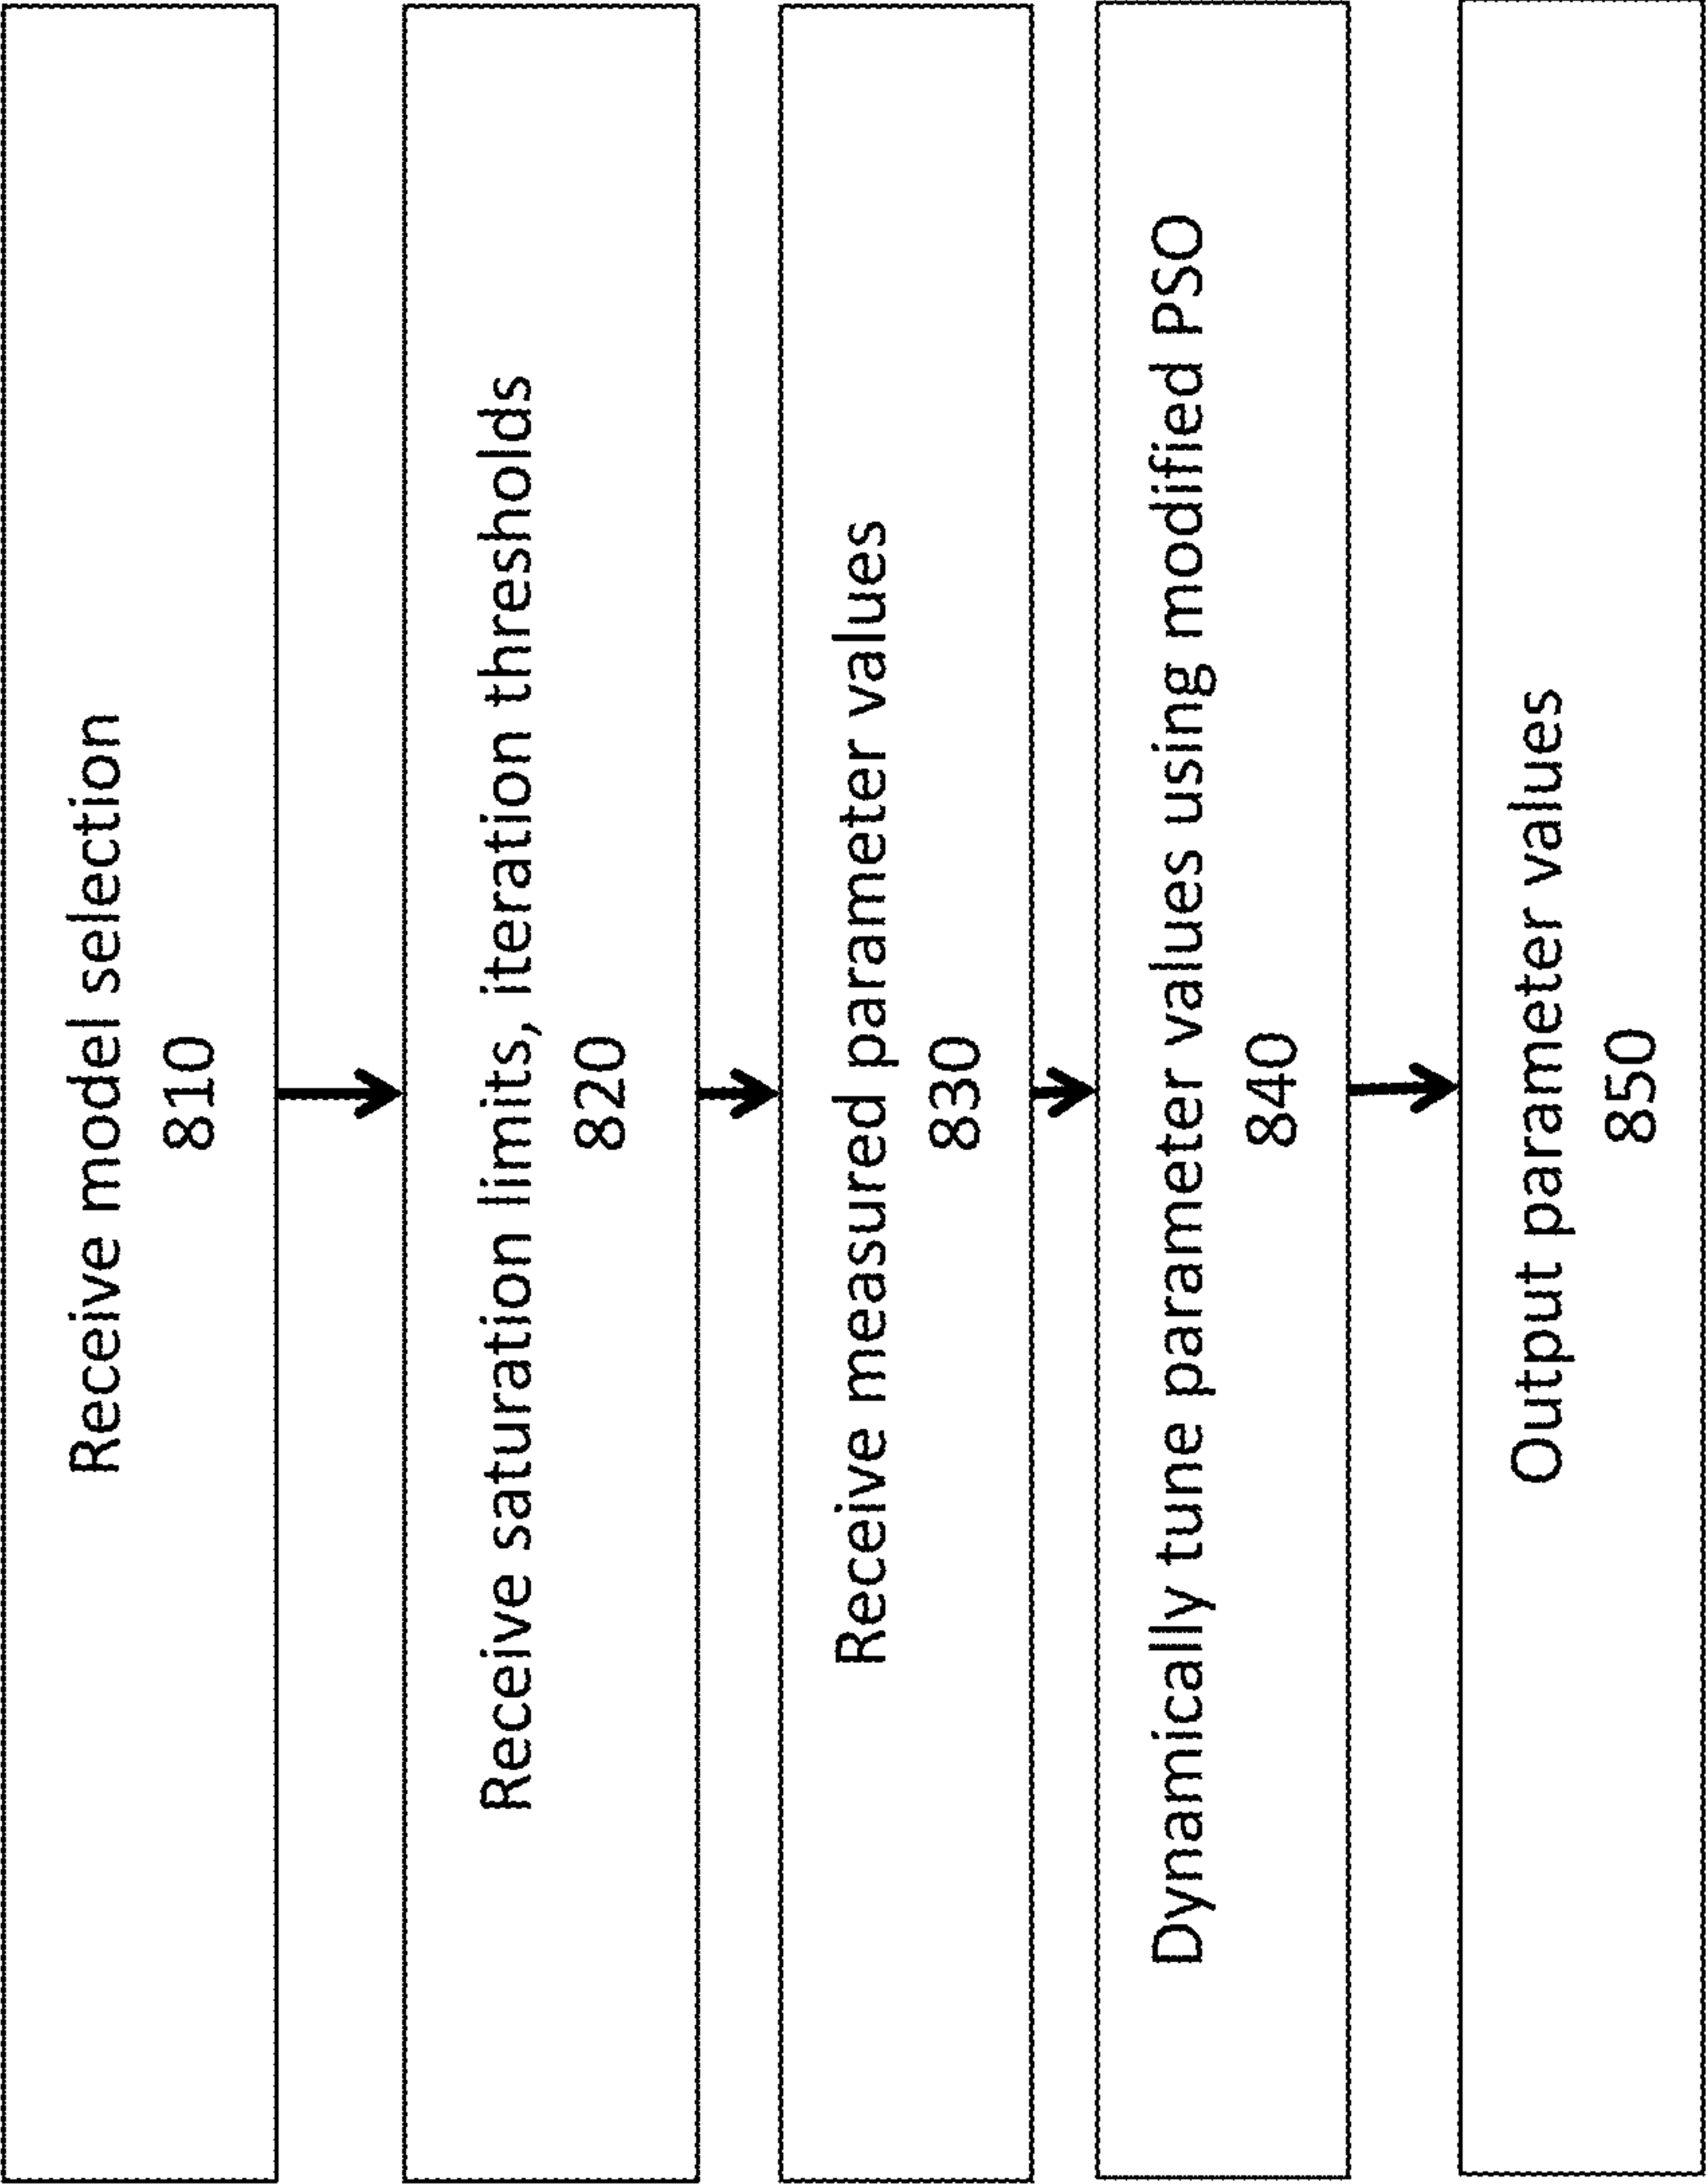 Receive model selection
810
Receive saturation limits, iteration thresholds
820
Receive measured parameter values
830
Dynamically tune parameter values using modified PSO
840
Output parameter values
850